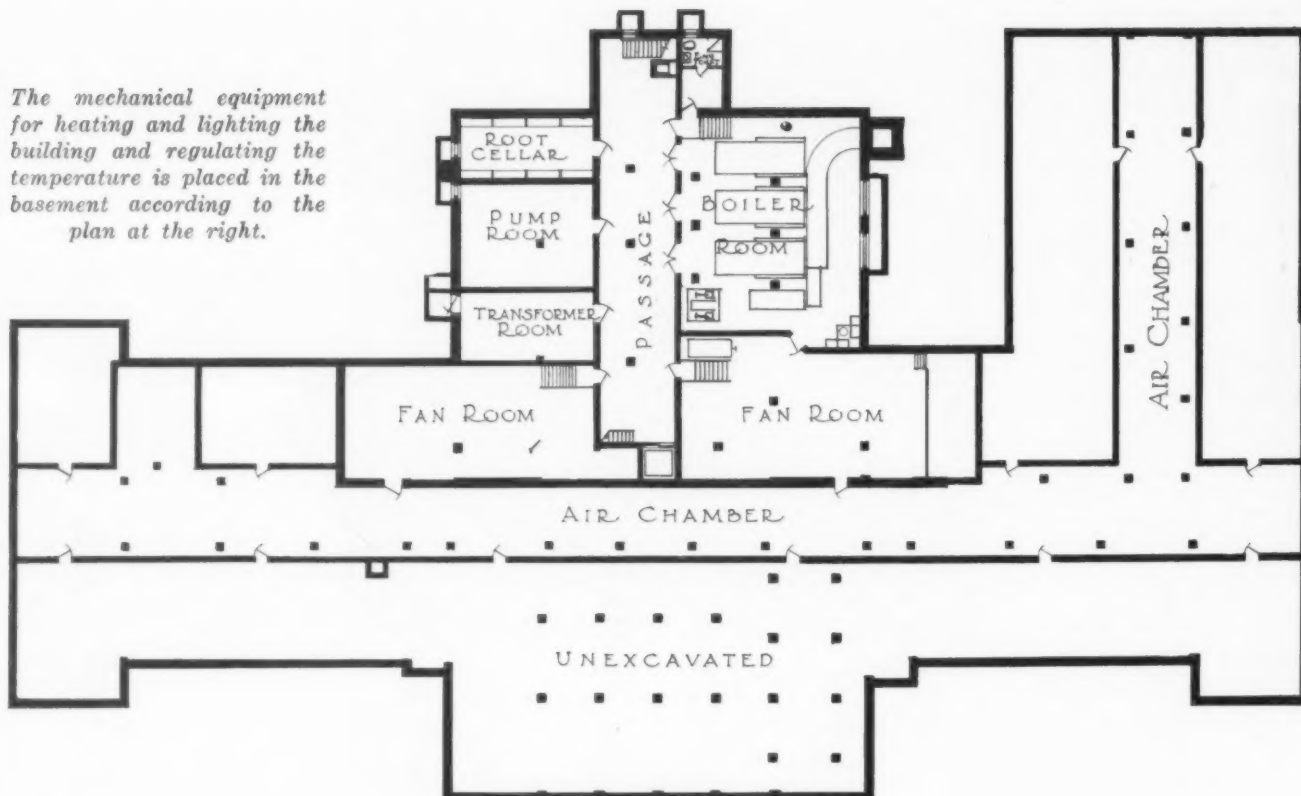 The mechanical equipment
for heating and lighting the
building and regulating the
temperature is placed in the
basement according to the
plan at the right.
ROOT
CELLAR
PUMP
ROOM
TRANSFORMER
ROOM
PASSAGE
BOILER
ROOM
FAN ROOM
FAN ROOM
AIR CHAMBER
AIR CHAMBER
UNEXCAVATED